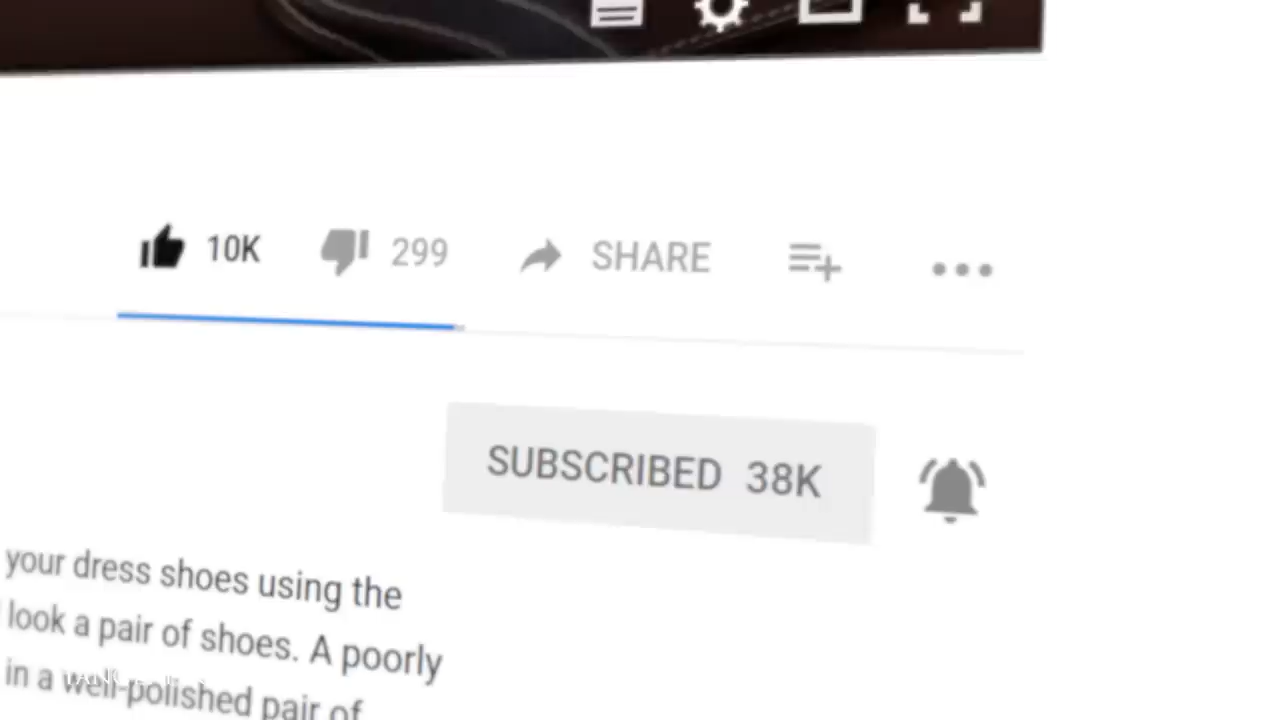 10K 299 SHARE
SUBSCRIBED 38K
your dress shoes using the
look a pair of shoes. A poorly
in a well-polished pair of